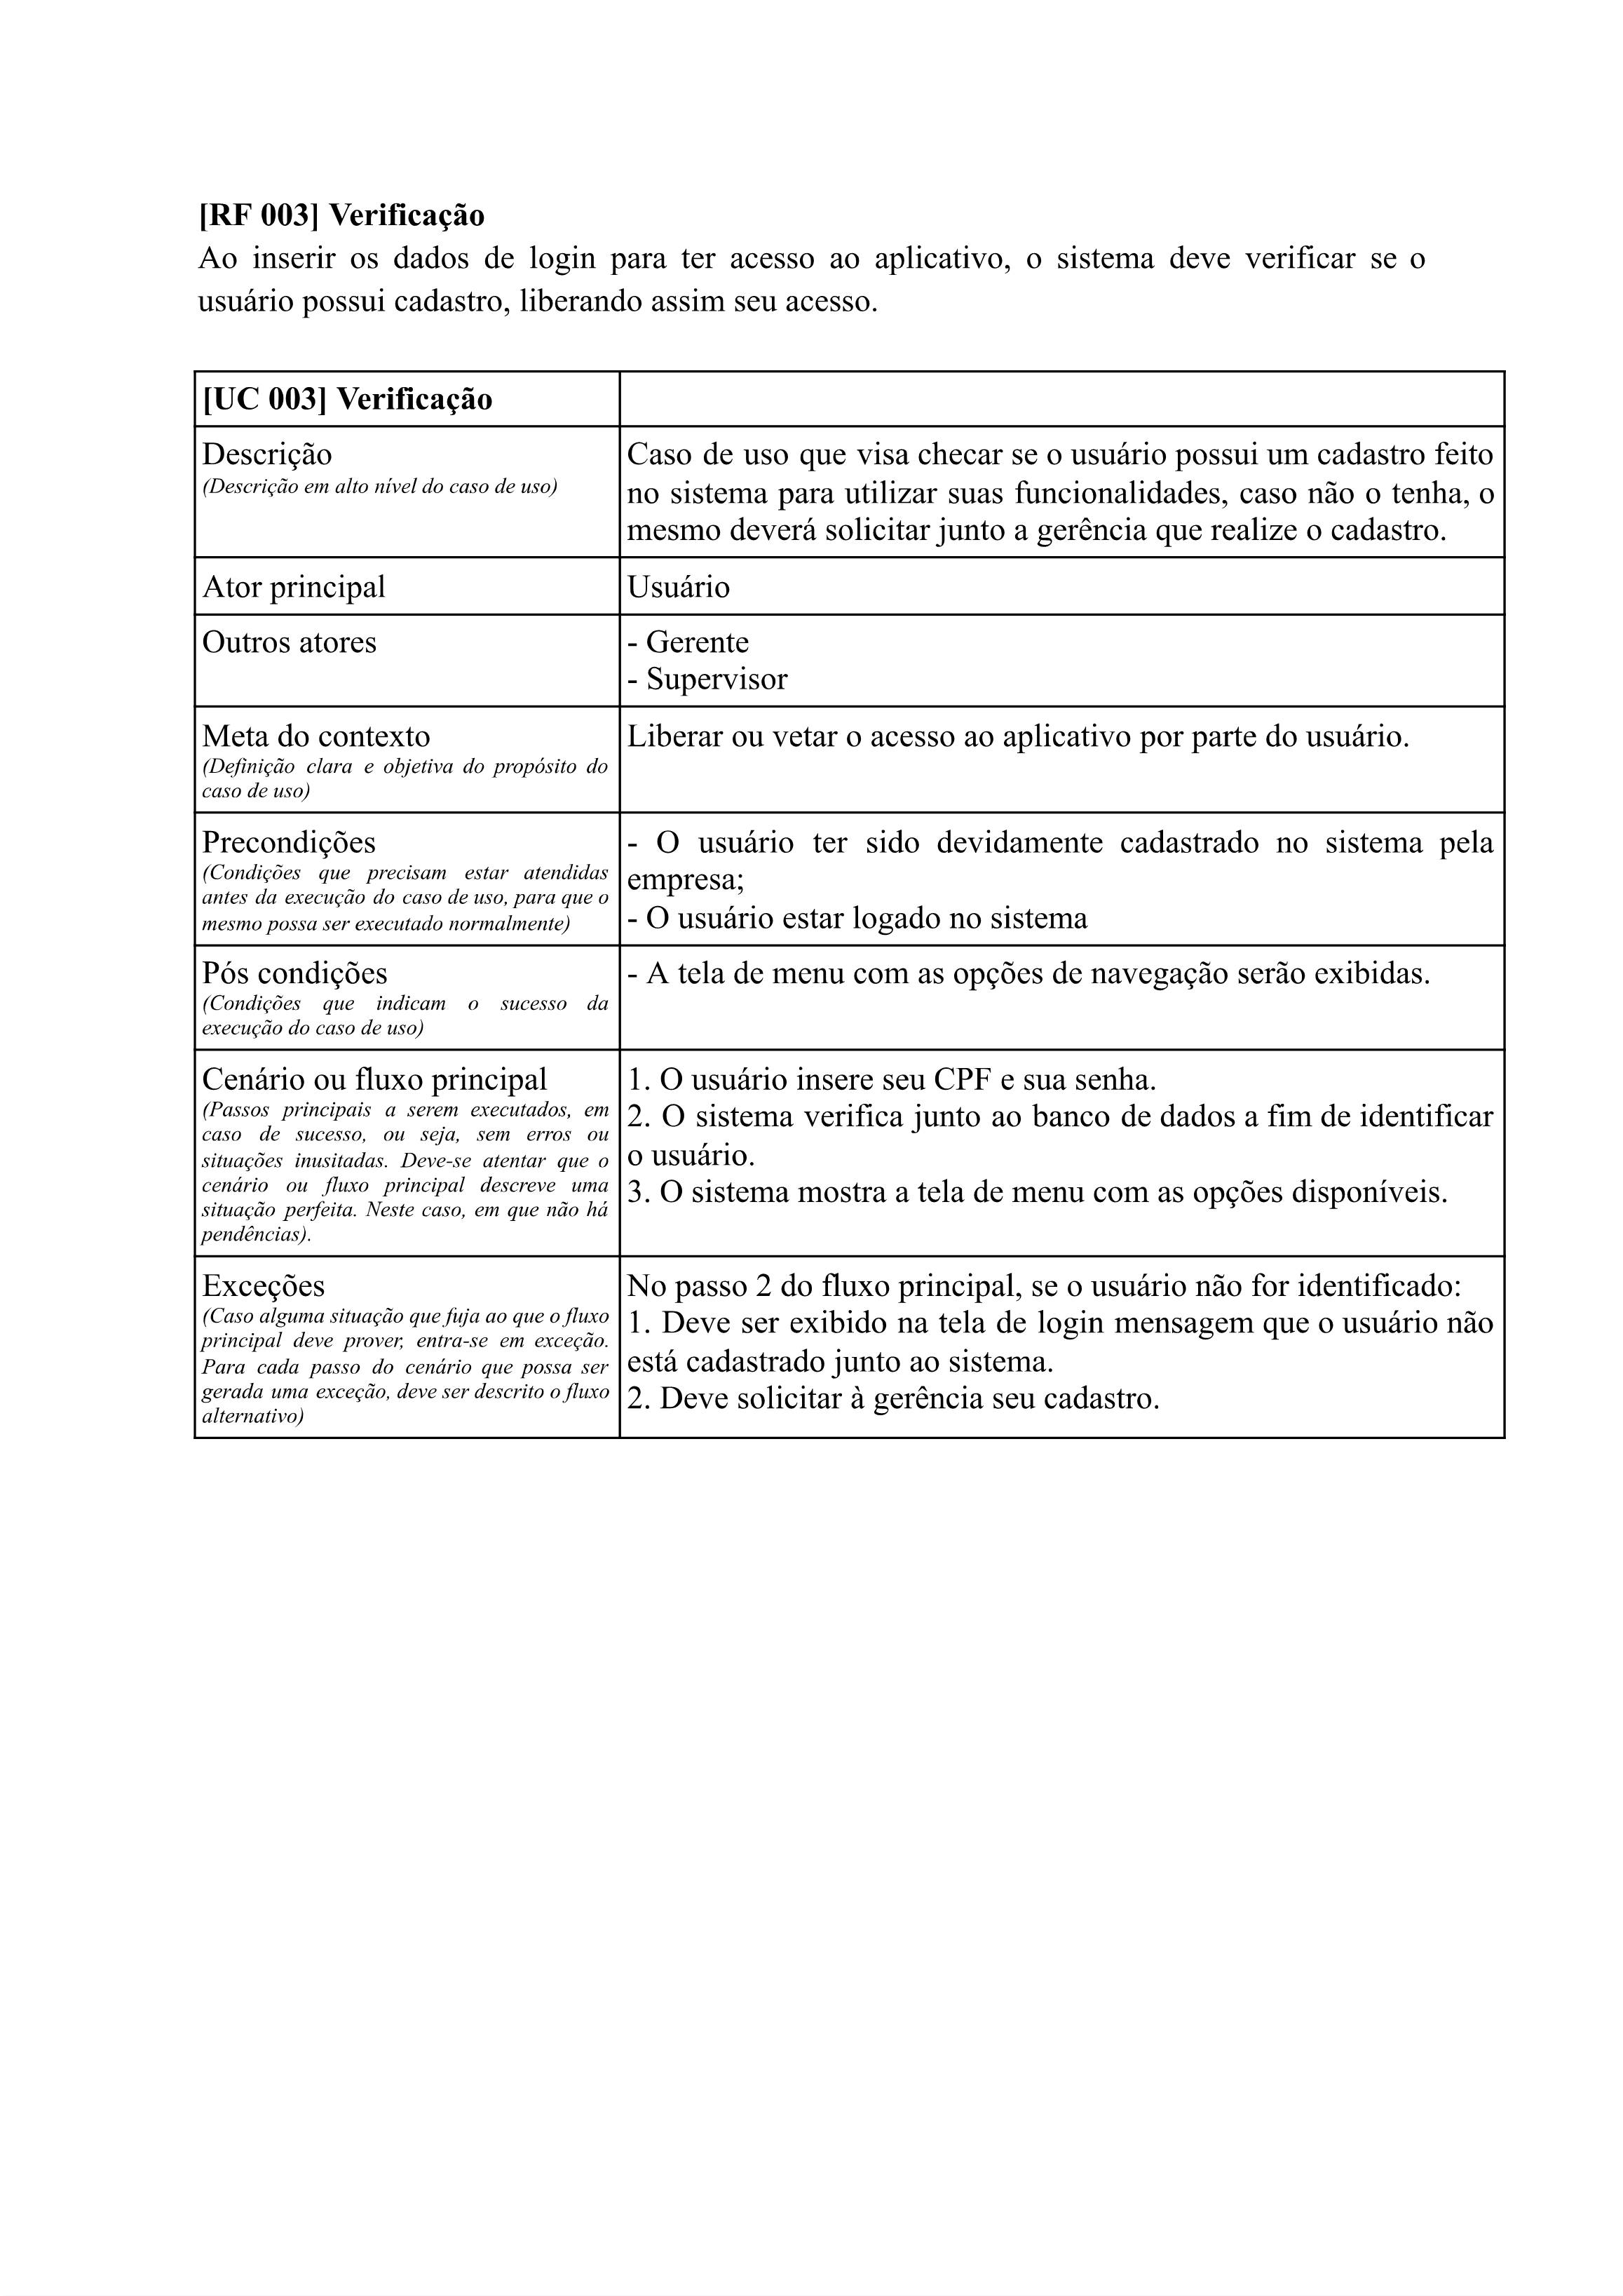 [RF 003] Verificação
Ao inserir os dados de login para ter acesso ao aplicativo, o sistema deve verificar se o
usuário possui cadastro, liberando assim seu acesso.
[UC 003] Verificação
Descrição
(Descrição em alto nível do caso de uso)
Caso de uso que visa checar se o usuário possui um cadastro feito
no sistema para utilizar suas funcionalidades, caso não o tenha, o
mesmo deverá solicitar junto a gerência que realize o cadastro.
Ator principal
Usuário
Outros atores
- Gerente
- Supervisor
Meta do contexto
(Definição clara e objetiva do propósito do
caso de uso)
Liberar ou vetar o acesso ao aplicativo por parte do usuário.
Precondições
(Condições que precisam estar atendidas
antes da execução do caso de uso, para que o
mesmo possa ser executado normalmente)
- O usuário ter sido devidamente cadastrado no sistema pela
empresa;
- O usuário estar logado no sistema
Pós condições
(Condições que indicam o sucesso da
execução do caso de uso)
- A tela de menu com as opções de navegação serão exibidas.
Cenário ou fluxo principal
(Passos principais a serem executados, em
caso de sucesso, ou seja, sem erros ou
situações inusitadas. Deve-se atentar que o
cenário ou fluxo principal descreve uma
situação perfeita. Neste caso, em que não há
pendências).
1. O usuário insere seu CPF e sua senha.
2. O sistema verifica junto ao banco de dados a fim de identificar
o usuário.
3. O sistema mostra a tela de menu com as opções disponíveis.
Exceções
(Caso alguma situação que fuja ao que o fluxo
principal deve prover, entra-se em exceção.
Para cada passo do cenário que possa ser
gerada uma exceção, deve ser descrito o fluxo
alternativo)
No passo 2 do fluxo principal, se o usuário não for identificado:
1. Deve ser exibido na tela de login mensagem que o usuário não
está cadastrado junto ao sistema.
2. Deve solicitar à gerência seu cadastro.